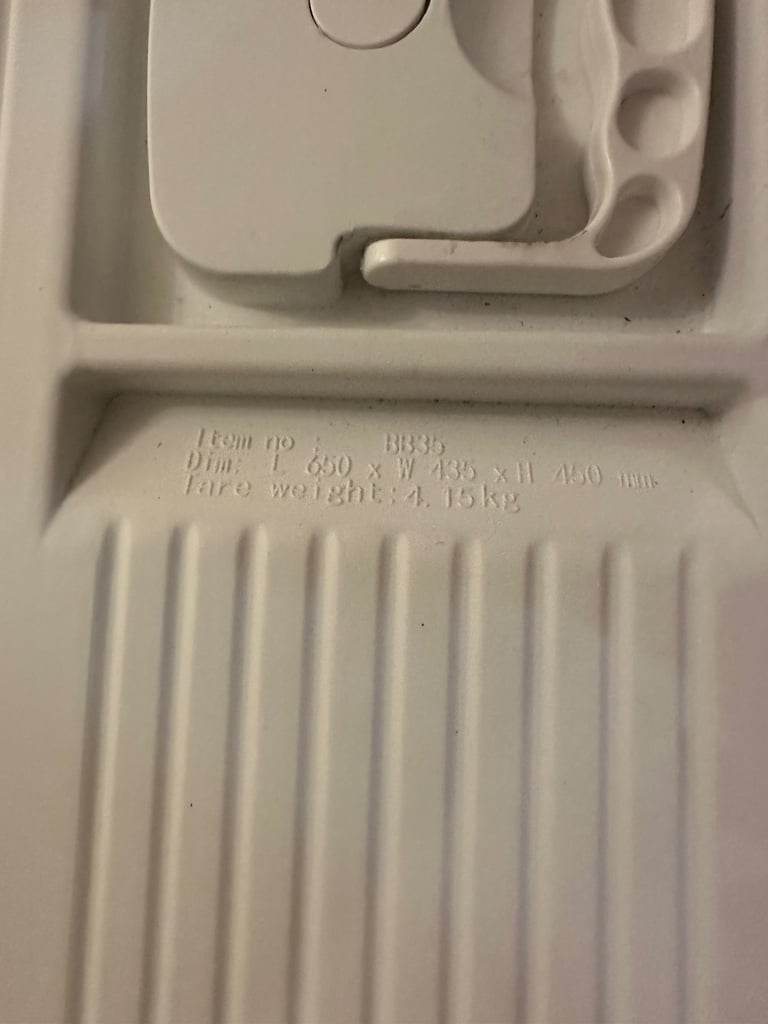 Item no : BB35
Dim: L 650 x W 435 x H 450 mm
Tare weight:4.15kg